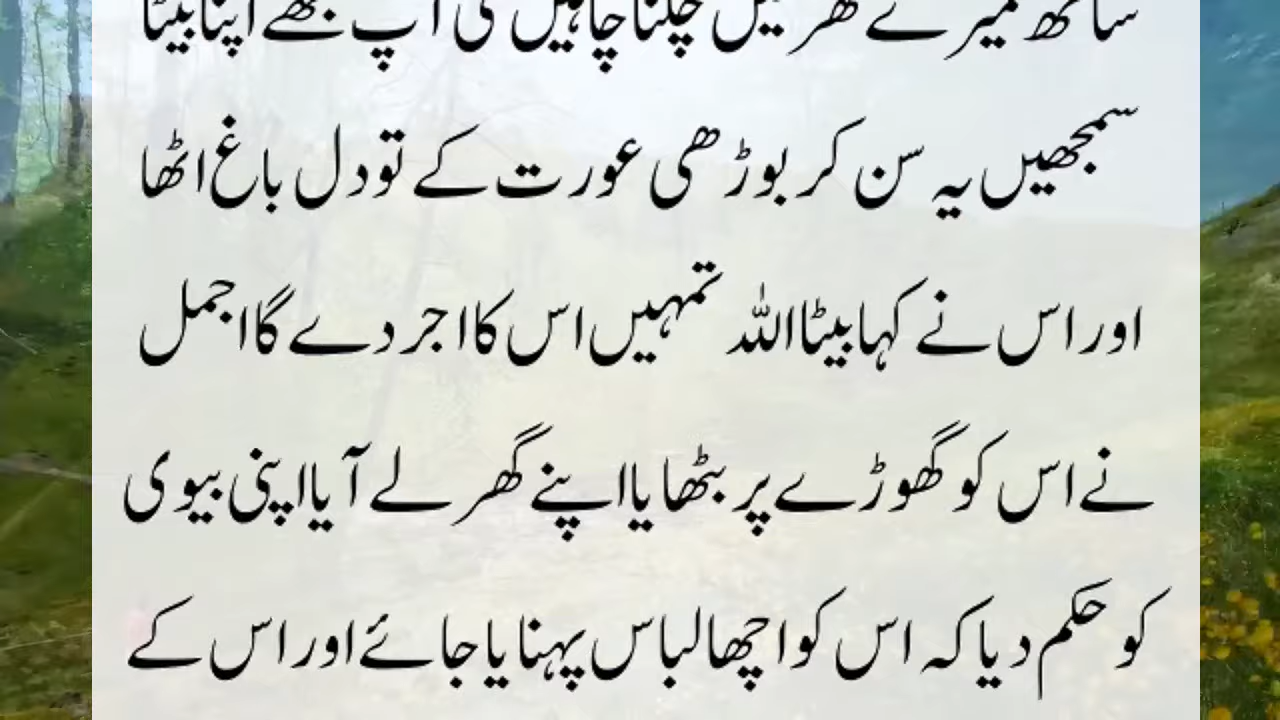 ساتھ میرے گھر میں چلنا چاہیں گی آپ مجھے اپنا بیٹا
سمجھیں یہ سن کر بوڑھی عورت کے تو دل باغ اٹھا
اور اس نے کہا بیٹا اللہ تمہیں اس کا اجر دے گا اجمل
نے اس کو گھوڑے پر بٹھایا اپنے گھر لے آیا اپنی بیوی
کو حکم دیا کہ اس کو اچھا لباس پہنایا جائے اور اس کے